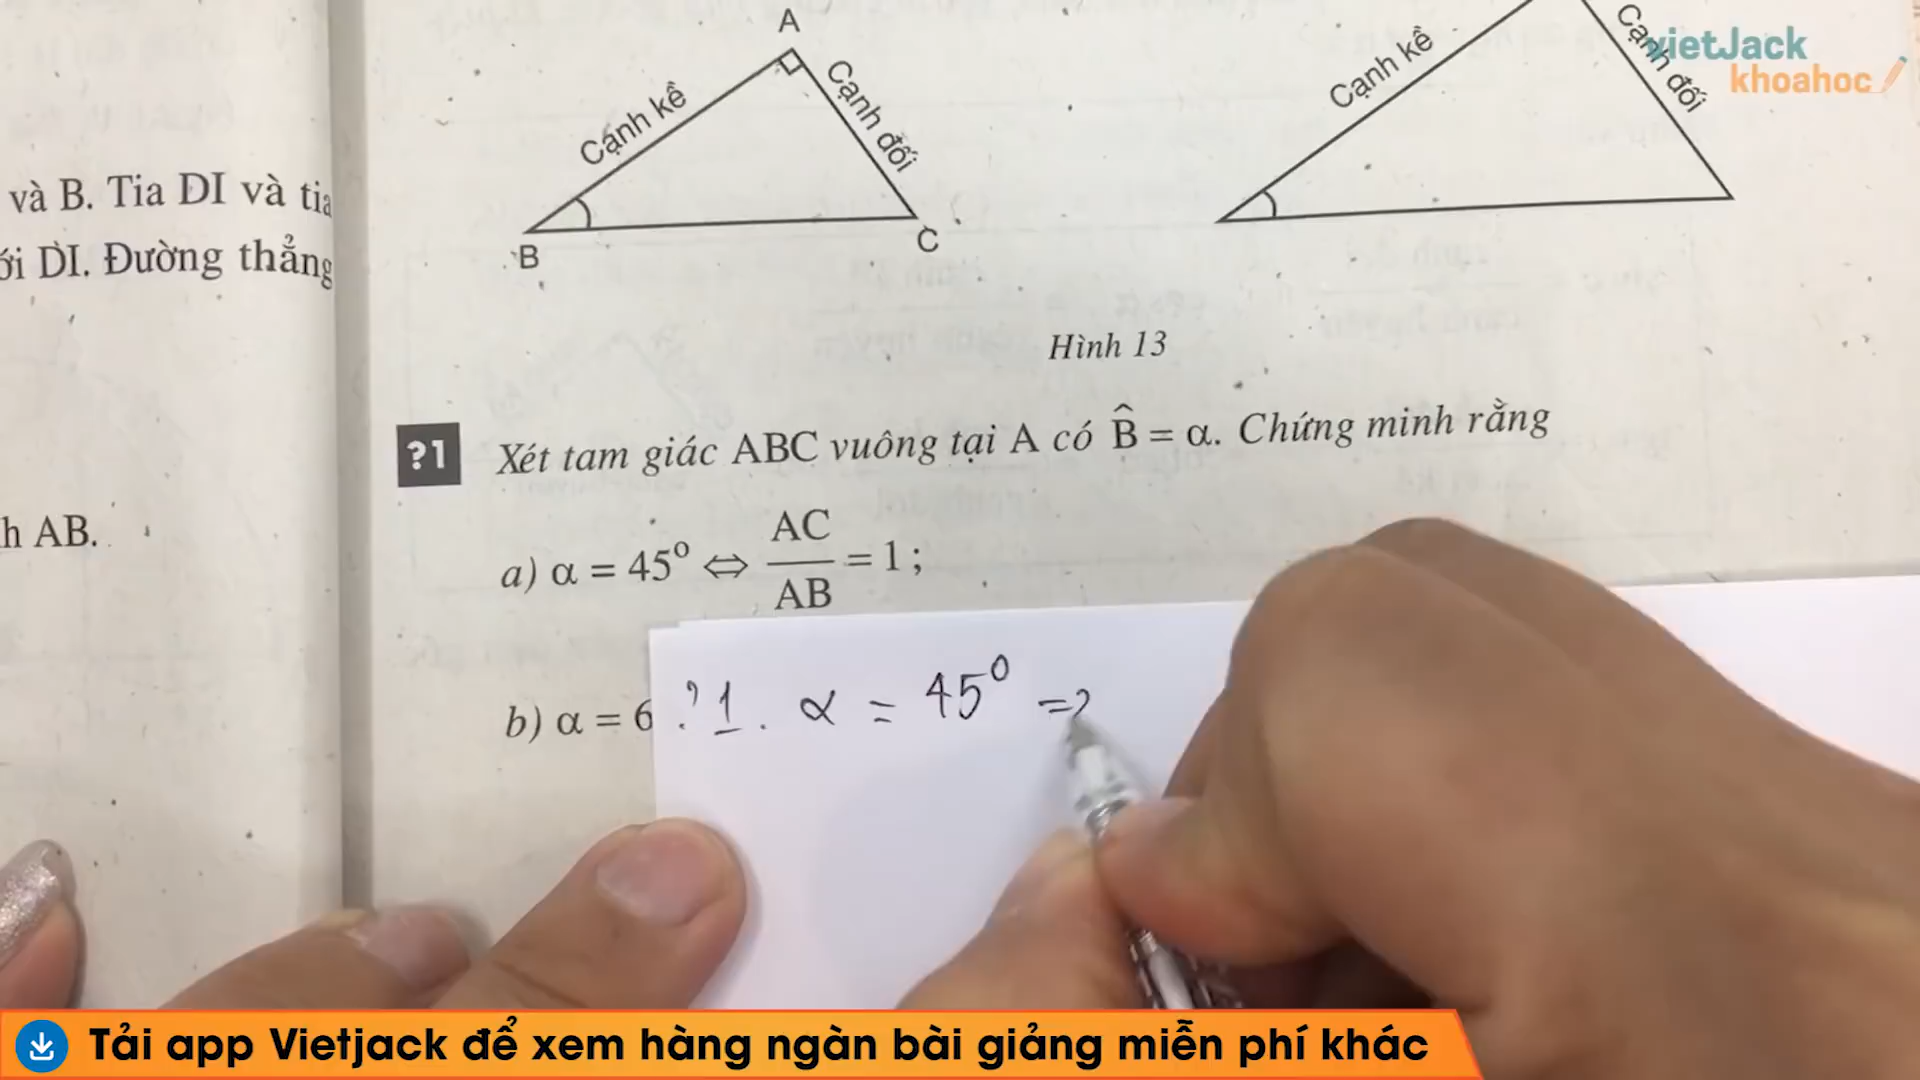 A
Cạnh kề
Cạnh đối
B
C
Cạnh kề
Cạnh đối
vietJack
khoahoc
và B. Tia DI và tia
ới DI. Đường thẳng
h AB.
Hình 13
?1 Xét tam giác ABC vuông tại A có B̂ = α. Chứng minh rằng
a) α = 45° ⇔ AC/AB = 1 ;
b) α = 6
?1. α = 45° =>
Tải app Vietjack để xem hàng ngàn bài giảng miễn phí khác